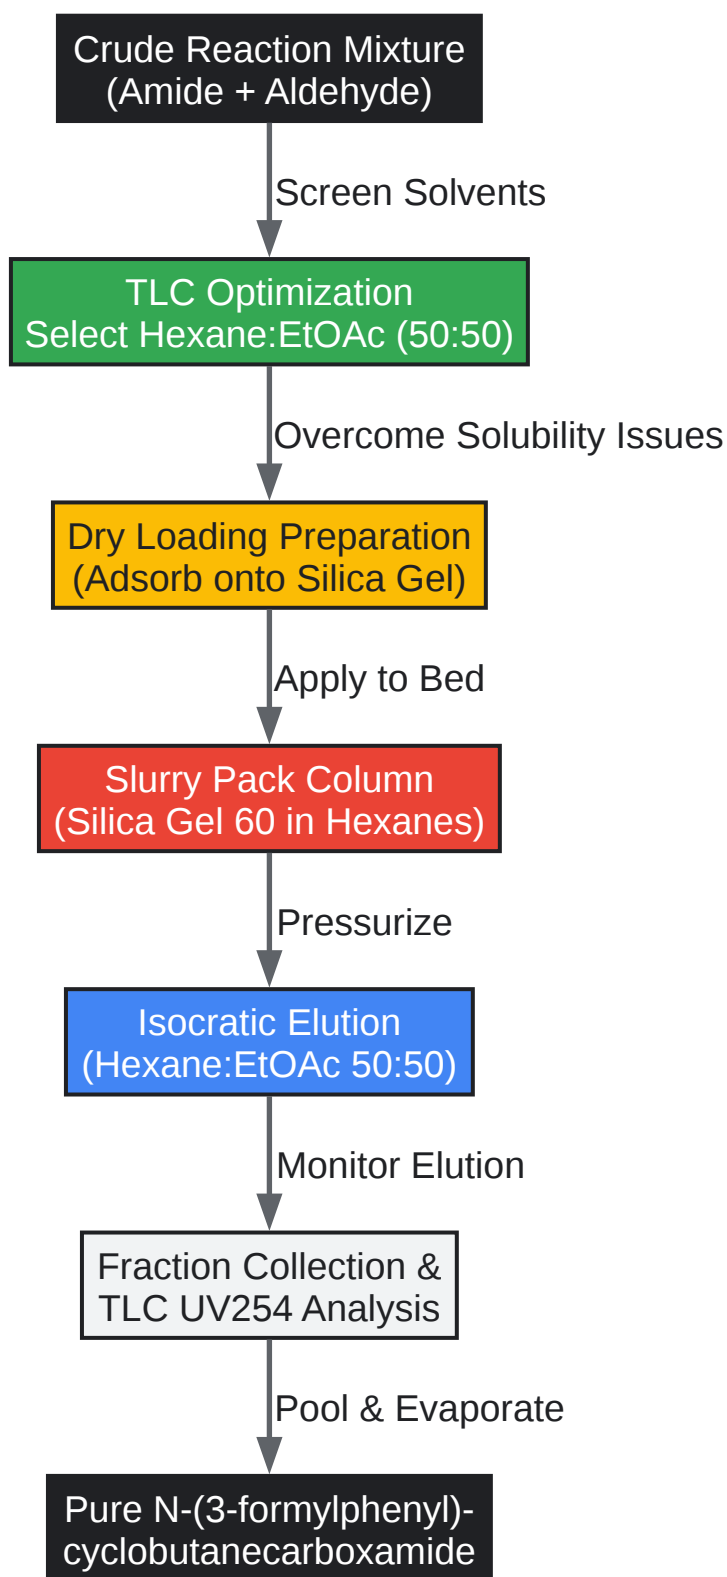 Crude Reaction Mixture
(Amide + Aldehyde)
Screen Solvents
TLC Optimization
Select Hexane:EtOAc (50:50)
Overcome Solubility Issues
Dry Loading Preparation
(Adsorb onto Silica Gel)
Apply to Bed
Slurry Pack Column
(Silica Gel 60 in Hexanes)
Pressurize
Isocratic Elution
(Hexane:EtOAc 50:50)
Monitor Elution
Fraction Collection &
TLC UV254 Analysis
Pool & Evaporate
Pure N-(3-formylphenyl)-
cyclobutanecarboxamide